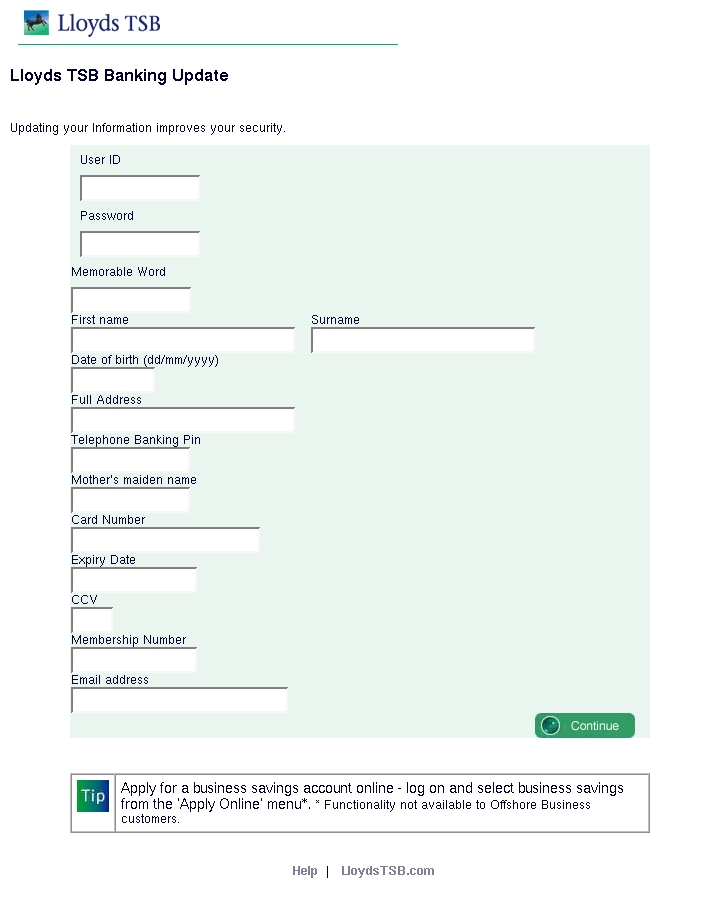 Lloyds TSB
Lloyds TSB Banking Update
Updating your Information improves your security.
User ID
Password
Memorable Word
First name Surname
Date of birth (dd/mm/yyyy)
Full Address
Telephone Banking Pin
Mother's maiden name
Card Number
Expiry Date
CCV
Membership Number
Email address
Continue
Tip
Apply for a business savings account online - log on and select business savings
from the 'Apply Online' menu*. * Functionality not available to Offshore Business
customers.
Help | LloydsTSB.com